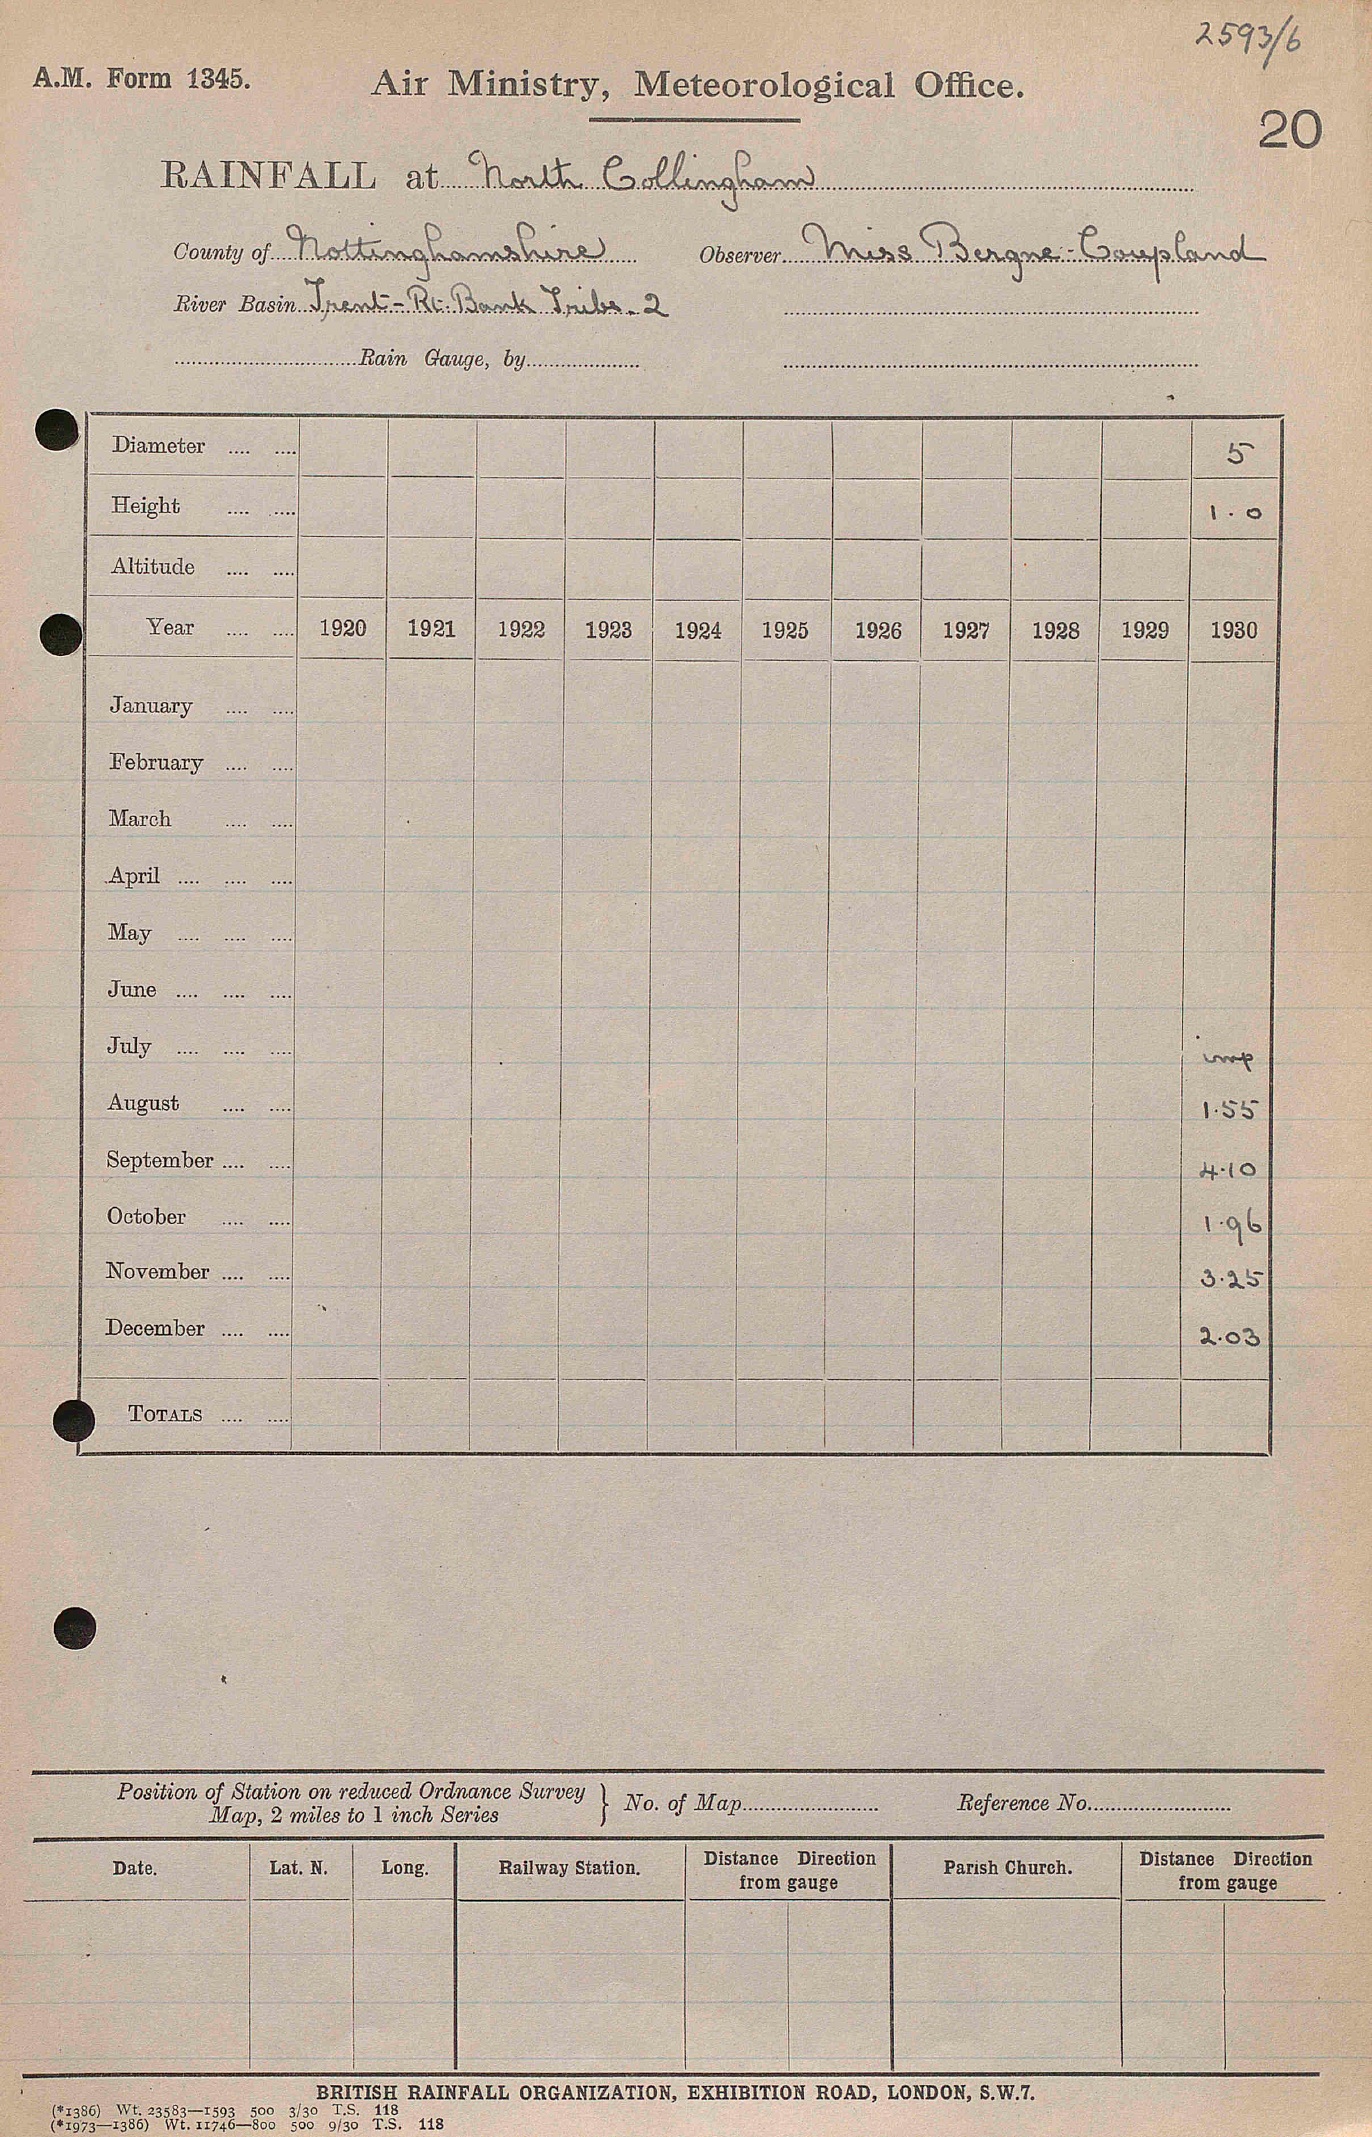 2593/6
A.M. Form 1345. Air Ministry, Meteorological Office.
20
RAINFALL at North Collingham
County of Nottinghamshire Observer Miss Bergne-Coupland
River Basin Trent - Rt. Bank Tribs. 2
Rain Gauge, by
Diameter .... .... 5
Height .... .... 1.0
Altitude .... ....
Year .... .... 1920 1921 1922 1923 1924 1925 1926 1927 1928 1929 1930
January .... ....
February .... ....
March .... ....
April .... .... ....
May .... .... ....
June .... .... ....
July .... .... .... imp
August .... .... 1.55
September .... .... 4.10
October .... .... 1.96
November .... .... 3.25
December .... .... 2.03
TOTALS .... ....
Position of Station on reduced Ordnance Survey
Map, 2 miles to 1 inch Series } No. of Map Reference No.
Date. Lat. N. Long. Railway Station. Distance Direction from gauge Parish Church. Distance Direction from gauge
BRITISH RAINFALL ORGANIZATION, EXHIBITION ROAD, LONDON, S.W.7.
(*1386) Wt. 23583—1593 500 3/30 T.S. 118
(*1973—1386) Wt. 11746—800 500 9/30 T.S. 118